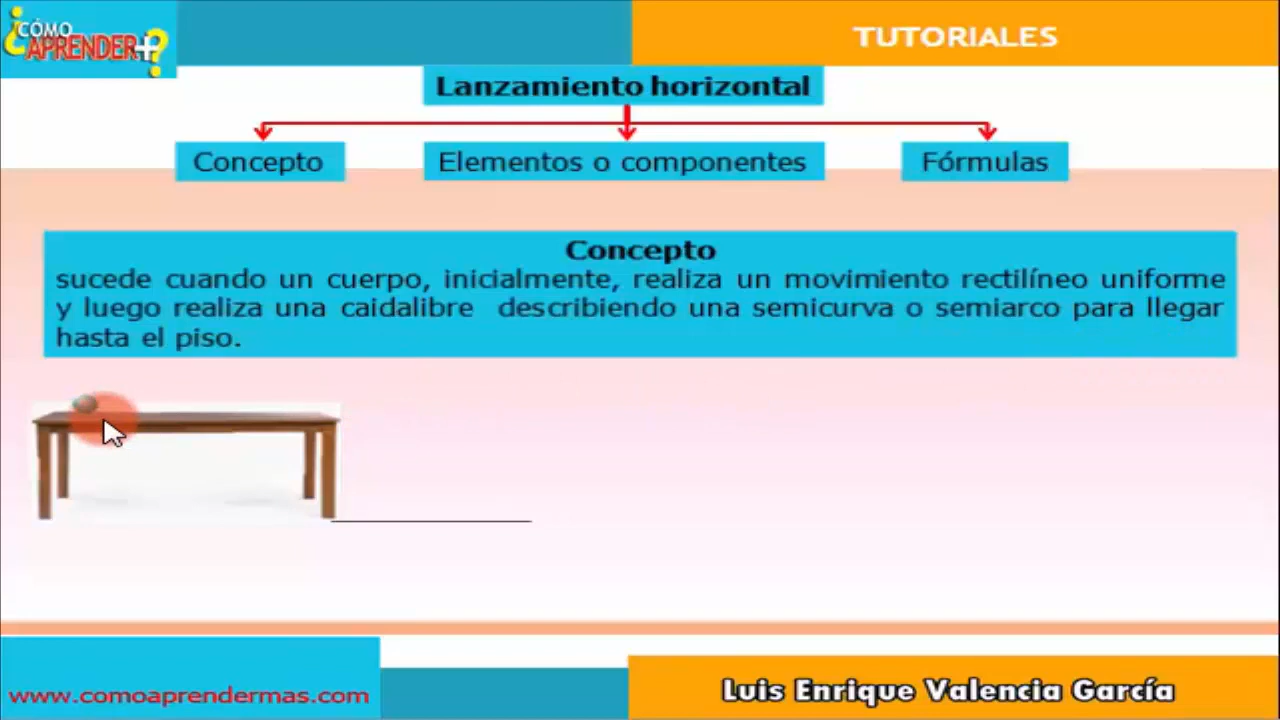 ¿CÓMO
APRENDER+?
TUTORIALES
Lanzamiento horizontal
Concepto
Elementos o componentes
Fórmulas
Concepto
sucede cuando un cuerpo, inicialmente, realiza un movimiento rectilíneo uniforme
y luego realiza una caidalibre describiendo una semicurva o semiarco para llegar
hasta el piso.
www.comoaprendermas.com
Luis Enrique Valencia García